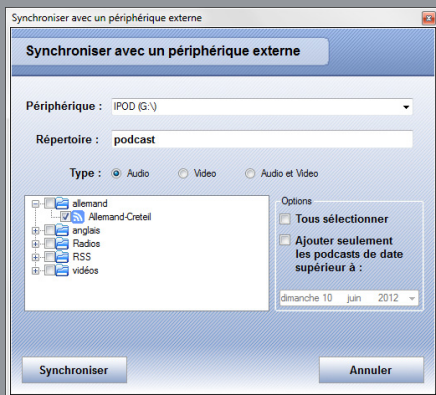 Synchroniser avec un périphérique externe
Synchroniser avec un périphérique externe
Périphérique : IPOD (G:\)
Répertoire : podcast
Type : Audio Video Audio et Video
allemand
Allemand-Creteil
anglais
Radios
RSS
vidéos
Options
Tous sélectionner
Ajouter seulement
les podcasts de date
supérieur à :
dimanche 10 juin 2012
Synchroniser Annuler